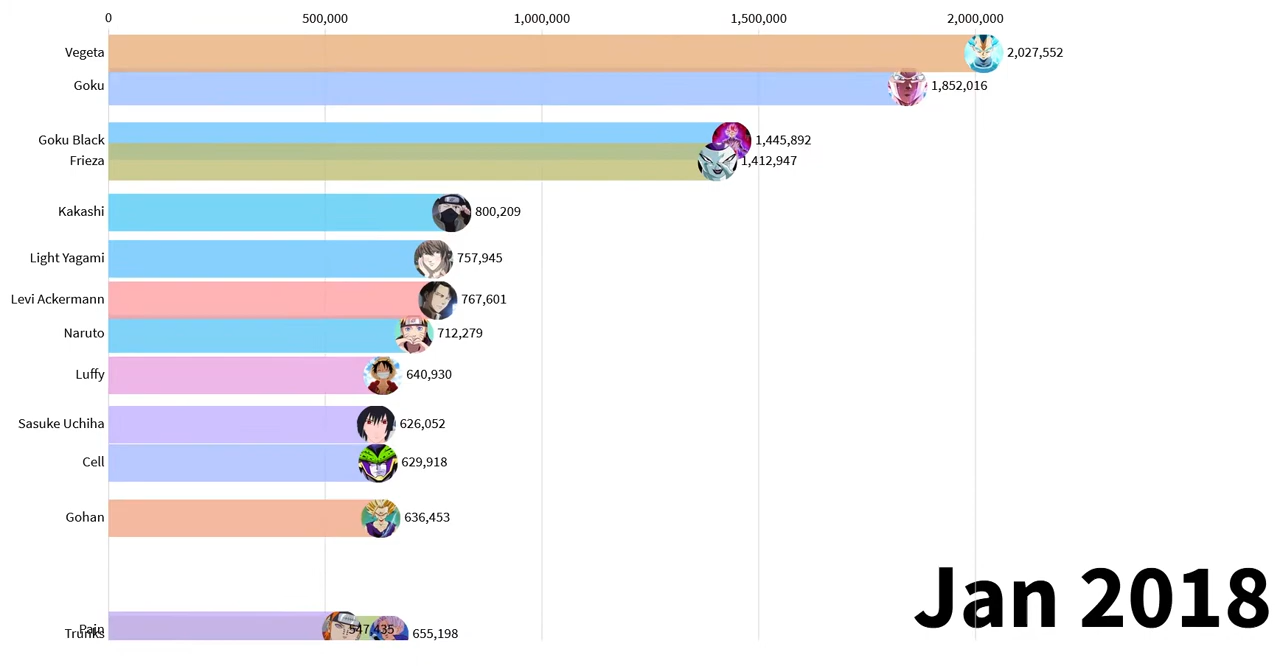 0 500,000 1,000,000 1,500,000 2,000,000
Vegeta 2,027,552
Goku 1,852,016
Goku Black 1,445,892
Frieza 1,412,947
Kakashi 800,209
Light Yagami 757,945
Levi Ackermann 767,601
Naruto 712,279
Luffy 640,930
Sasuke Uchiha 626,052
Cell 629,918
Gohan 636,453
Jan 2018
Pain 547,435
Trunks 655,198